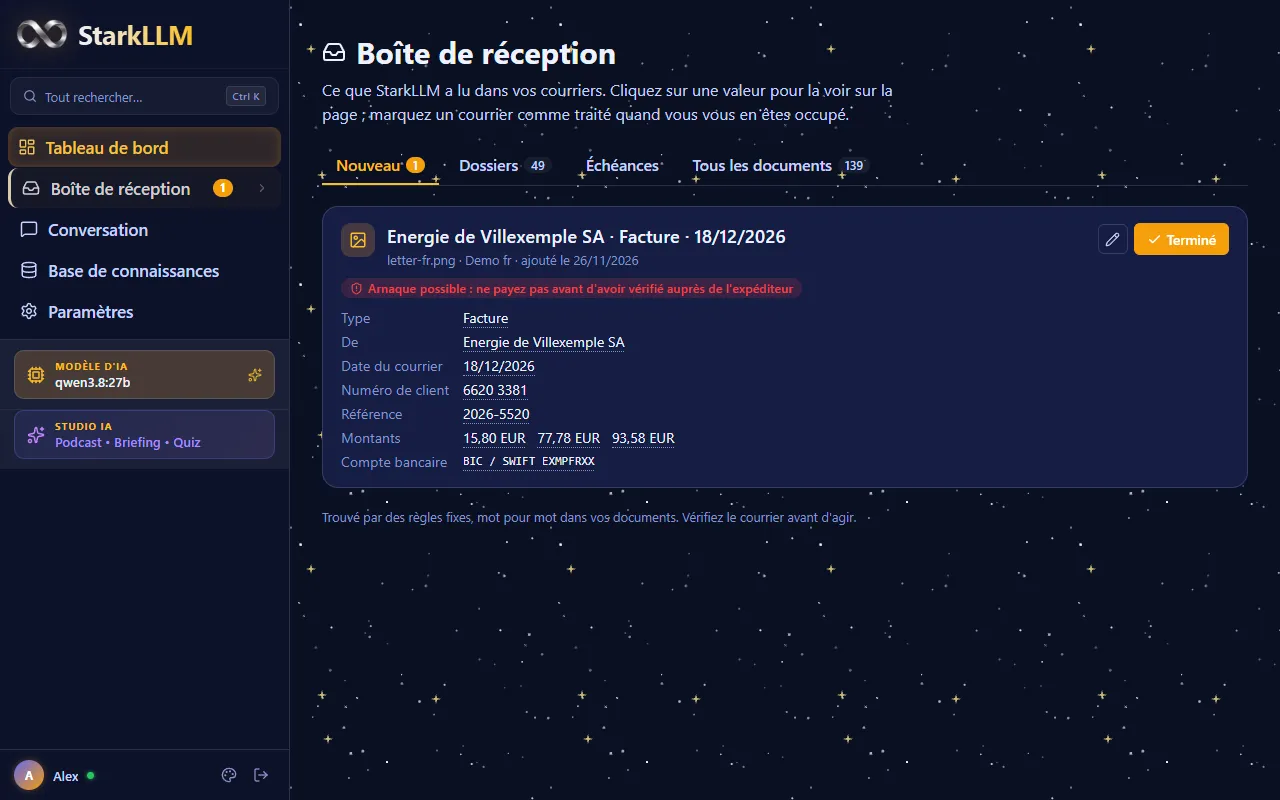 StarkLLM
Tout rechercher...
Ctrl K
Tableau de bord
Boîte de réception
1
Conversation
Base de connaissances
Paramètres
MODÈLE D'IA
qwen3.8:27b
STUDIO IA
Podcast • Briefing • Quiz
A
Alex
Boîte de réception
Ce que StarkLLM a lu dans vos courriers. Cliquez sur une valeur pour la voir sur la
page ; marquez un courrier comme traité quand vous vous en êtes occupé.
Nouveau 1 Dossiers 49 Échéances Tous les documents 139
Energie de Villexemple SA · Facture · 18/12/2026
letter-fr.png · Demo fr · ajouté le 26/11/2026
Terminé
Arnaque possible : ne payez pas avant d'avoir vérifié auprès de l'expéditeur
Type Facture
De Energie de Villexemple SA
Date du courrier 18/12/2026
Numéro de client 6620 3381
Référence 2026-5520
Montants 15,80 EUR 77,78 EUR 93,58 EUR
Compte bancaire BIC / SWIFT EXMPFRXX
Trouvé par des règles fixes, mot pour mot dans vos documents. Vérifiez le courrier avant d'agir.